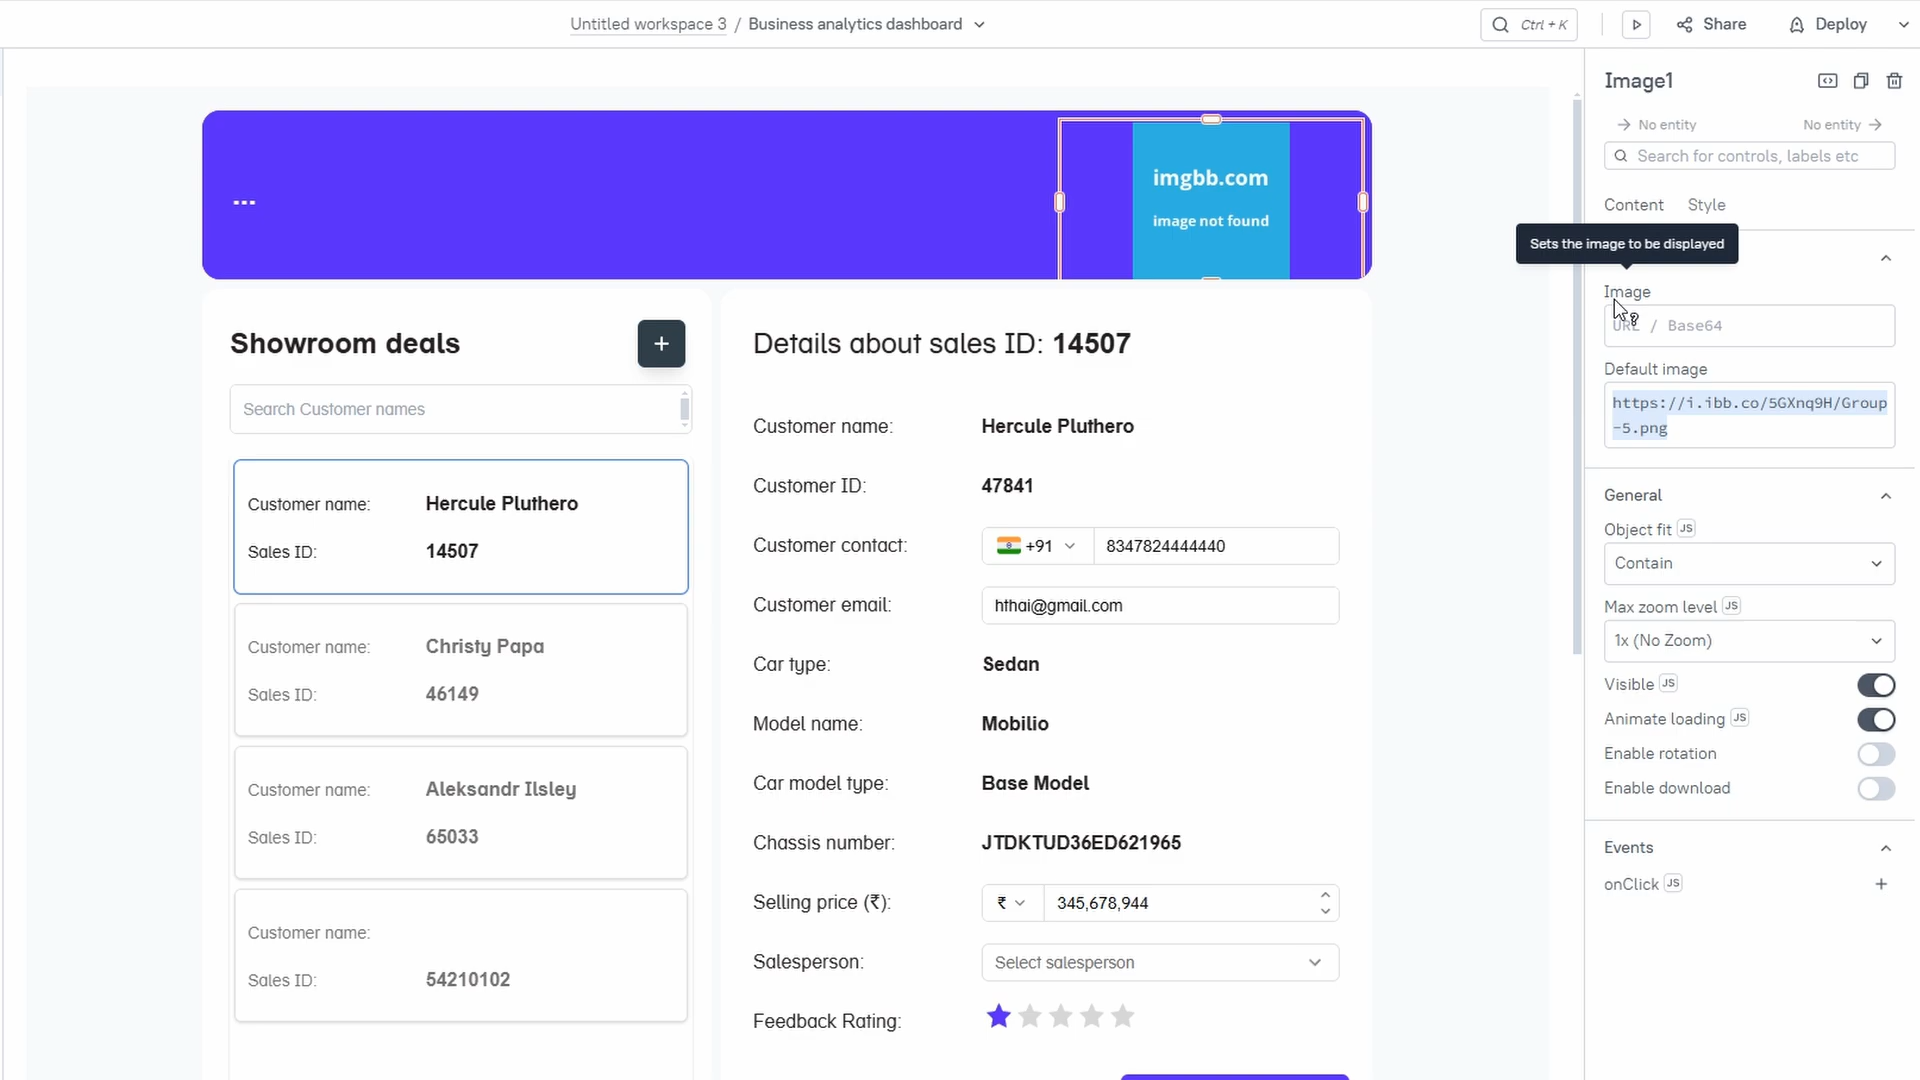 Untitled workspace 3 / Business analytics dashboard
Ctrl + K
Share
Deploy
Image1
No entity
No entity
Search for controls, labels etc
Content
Style
Sets the image to be displayed
Image
URL / Base64
Default image
https://i.ibb.co/5GXnq9H/Group
-5.png
General
Object fit JS
Contain
Max zoom level JS
1x (No Zoom)
Visible JS
Animate loading JS
Enable rotation
Enable download
Events
onClick JS
...
imgbb.com
image not found
Showroom deals
+
Search Customer names
Customer name: Hercule Pluthero
Sales ID: 14507
Customer name: Christy Papa
Sales ID: 46149
Customer name: Aleksandr Ilsley
Sales ID: 65033
Customer name:
Sales ID: 54210102
Details about sales ID: 14507
Customer name: Hercule Pluthero
Customer ID: 47841
Customer contact: +91 8347824444440
Customer email: hthai@gmail.com
Car type: Sedan
Model name: Mobilio
Car model type: Base Model
Chassis number: JTDKTUD36ED621965
Selling price (₹): ₹ 345,678,944
Salesperson: Select salesperson
Feedback Rating: